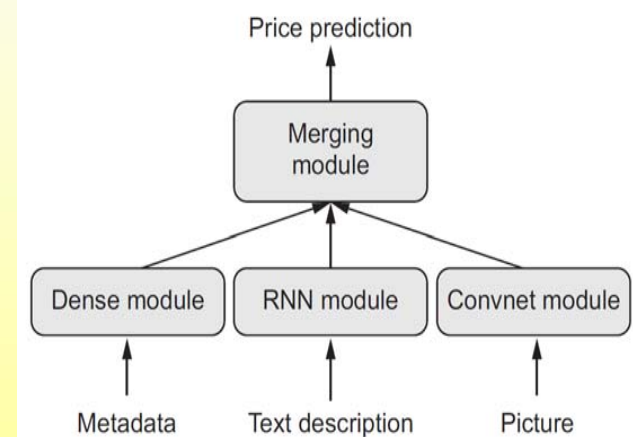 Price prediction
Merging
module
Dense module
RNN module
Convnet module
Metadata
Text description
Picture